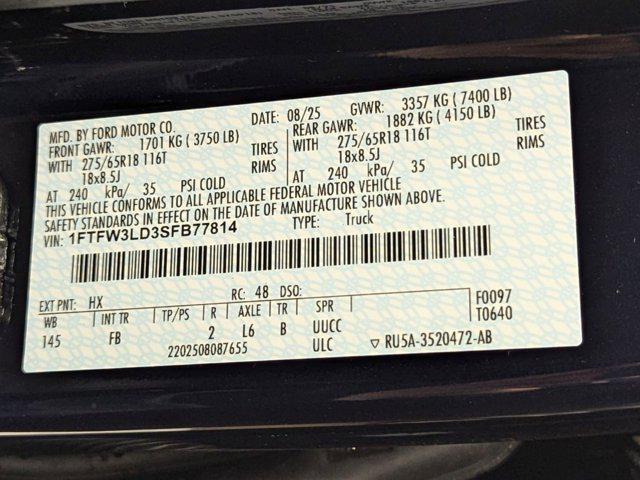 MFD. BY FORD MOTOR CO. DATE: 08/25 GVWR: 3357 KG ( 7400 LB)
FRONT GAWR: 1701 KG ( 3750 LB) REAR GAWR: 1882 KG ( 4150 LB)
WITH 275/65R18 116T TIRES WITH 275/65R18 116T TIRES
18x8.5J RIMS 18x8.5J RIMS
AT 240 kPa/ 35 PSI COLD AT 240 kPa/ 35 PSI COLD
THIS VEHICLE CONFORMS TO ALL APPLICABLE FEDERAL MOTOR VEHICLE
SAFETY STANDARDS IN EFFECT ON THE DATE OF MANUFACTURE SHOWN ABOVE.
VIN: 1FTFW3LD3SFB77814 TYPE: Truck
EXT PNT: HX RC: 48 DSO:
WB INT TR TP/PS R AXLE TR SPR F0097
145 FB 2 L6 B UUCC T0640
2202508087655 ULC ▽ RU5A-3520472-AB